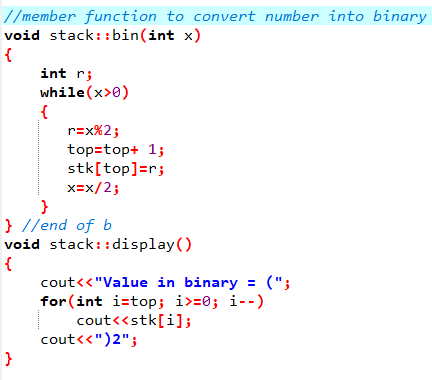 //member function to convert number into binary
void stack::bin(int x)
{
    int r;
    while(x>0)
    {
       r=x%2;
       top=top+ 1;
       stk[top]=r;
       x=x/2;
    }
} //end of b
void stack::display()
{
    cout<<"Value in binary = (";
    for(int i=top; i>=0; i--)
        cout<<stk[i];
    cout<<")2";
}